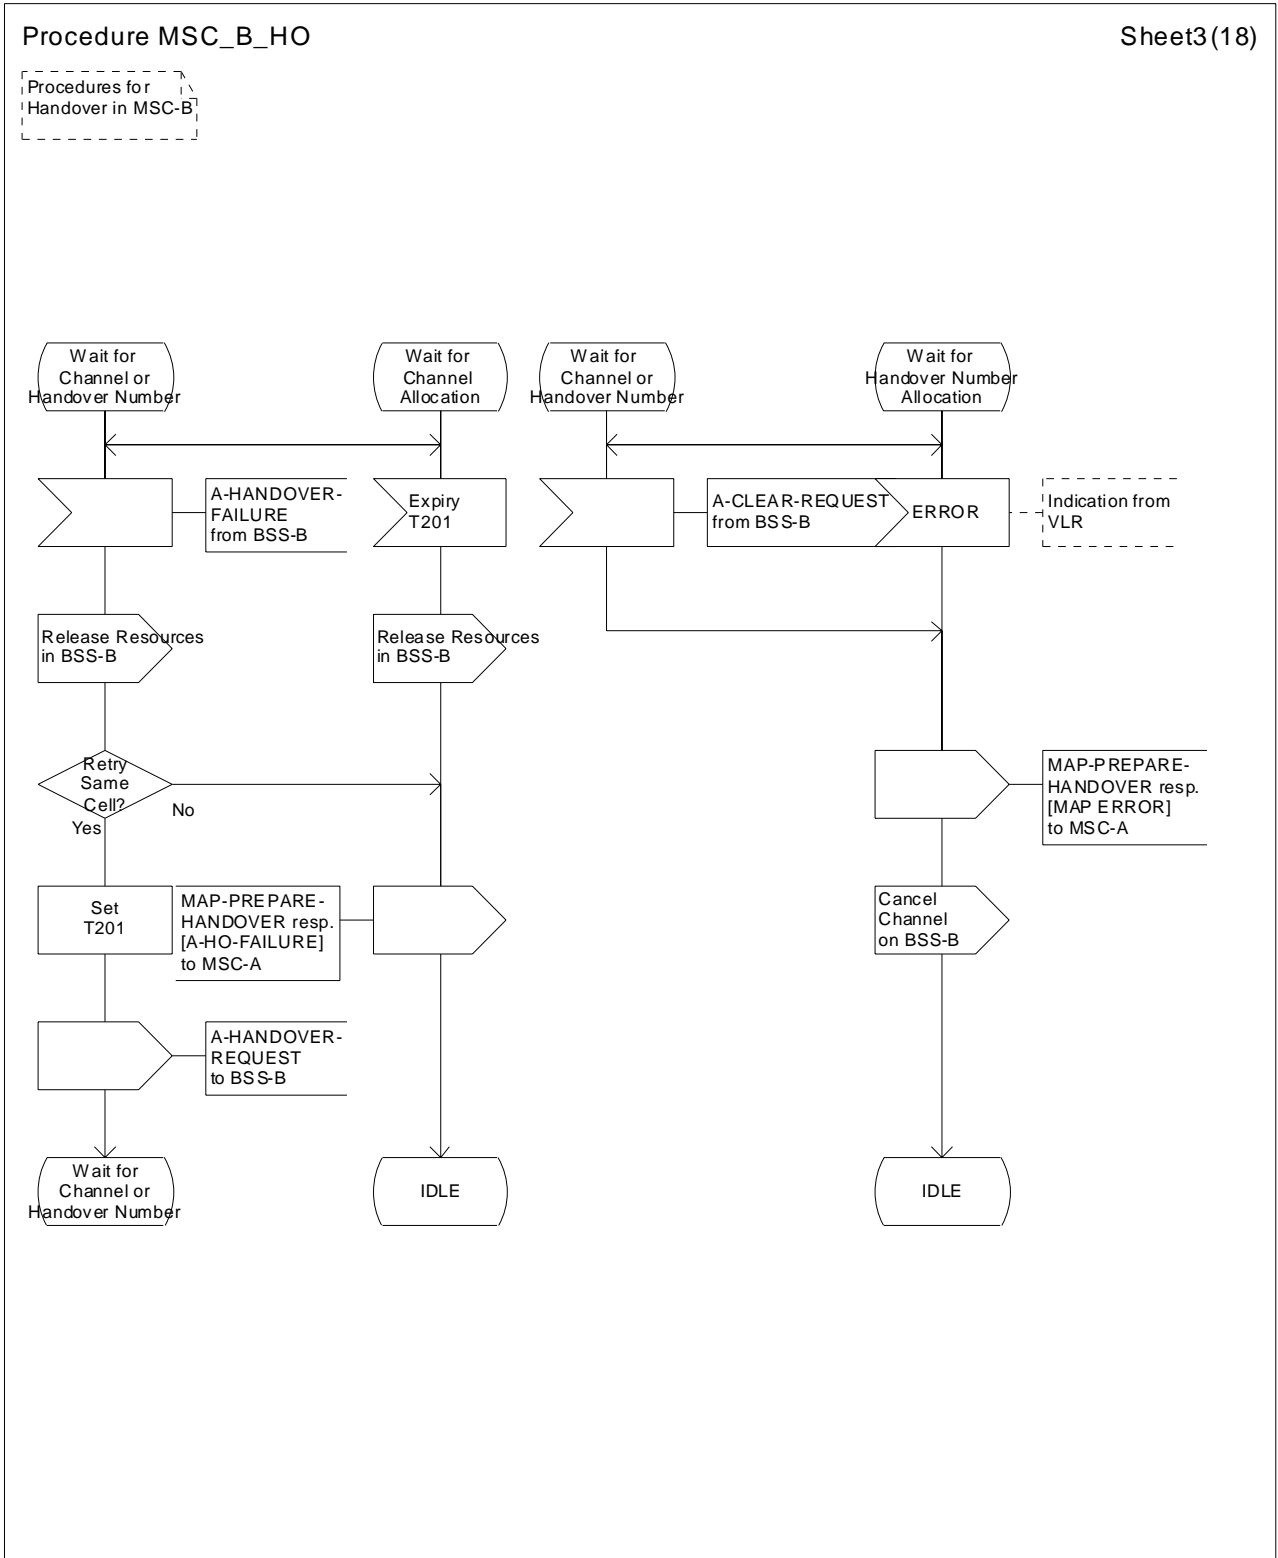 Procedure MSC_B_HO
Sheet3(18)
Procedures for
Handover in MSC-B
Wait for
Channel or
Handover Number
Wait for
Channel
Allocation
Wait for
Channel or
Handover Number
Wait for
Handover Number
Allocation
A-HANDOVER-
FAILURE
from BSS-B
Expiry
T201
A-CLEAR-REQUEST
from BSS-B
ERROR
Indication from
VLR
Release Resources
in BSS-B
Release Resources
in BSS-B
Retry
Same
Cell?
No
Yes
MAP-PREPARE-
HANDOVER resp.
[MAP ERROR]
to MSC-A
Set
T201
MAP-PREPARE-
HANDOVER resp.
[A-HO-FAILURE]
to MSC-A
Cancel
Channel
on BSS-B
A-HANDOVER-
REQUEST
to BSS-B
Wait for
Channel or
Handover Number
IDLE
IDLE